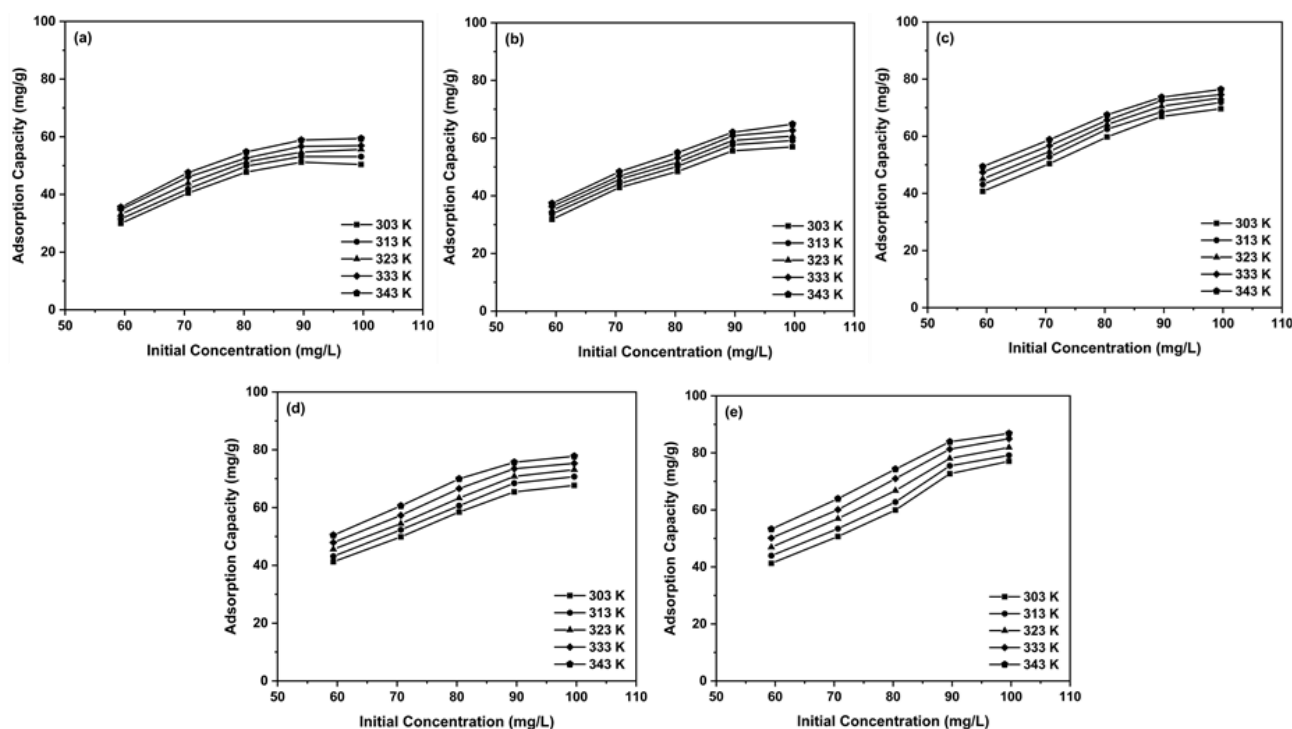 (a)
Adsorption Capacity (mg/g)
100
80
60
40
20
0
50 60 70 80 90 100 110
Initial Concentration (mg/L)
303 K
313 K
323 K
333 K
343 K
(b)
Adsorption Capacity (mg/g)
100
80
60
40
20
0
50 60 70 80 90 100 110
Initial Concentration (mg/L)
303 K
313 K
323 K
333 K
343 K
(c)
Adsorption Capacity (mg/g)
100
80
60
40
20
0
50 60 70 80 90 100 110
Initial Concentration (mg/L)
303 K
313 K
323 K
333 K
343 K
(d)
Adsorption Capacity (mg/g)
100
80
60
40
20
0
50 60 70 80 90 100 110
Initial Concentration (mg/L)
303 K
313 K
323 K
333 K
343 K
(e)
Adsorption Capacity (mg/g)
100
80
60
40
20
0
50 60 70 80 90 100 110
Initial Concentration (mg/L)
303 K
313 K
323 K
333 K
343 K